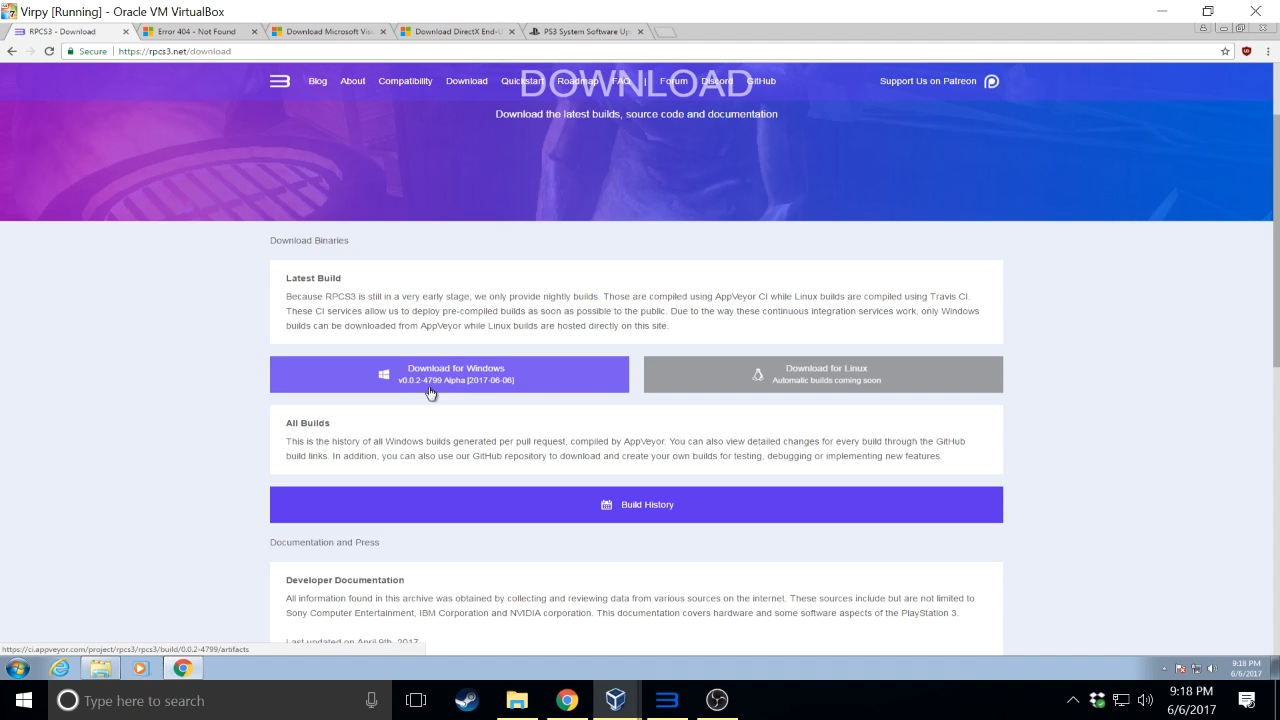 Virpy [Running] - Oracle VM VirtualBox
RPCS3 - Download
Error 404 - Not Found
Download Microsoft Visu
Download DirectX End-U
PS3 System Software Up
Secure
https://rpcs3.net/download
Blog
About
Compatibility
Download
Quickstart
Roadmap
FAQ
Forum
Discord
GitHub
Support Us on Patreon
DOWNLOAD
Download the latest builds, source code and documentation
Download Binaries
Latest Build
Because RPCS3 is still in a very early stage, we only provide nightly builds. Those are compiled using AppVeyor CI while Linux builds are compiled using Travis CI.
These CI services allow us to deploy pre-compiled builds as soon as possible to the public. Due to the way these continuous integration services work, only Windows
builds can be downloaded from AppVeyor while Linux builds are hosted directly on this site.
Download for Windows
v0.0.2-4799 Alpha [2017-06-06]
Download for Linux
Automatic builds coming soon
All Builds
This is the history of all Windows builds generated per pull request, compiled by AppVeyor. You can also view detailed changes for every build through the GitHub
build links. In addition, you can also use our GitHub repository to download and create your own builds for testing, debugging or implementing new features.
Build History
Documentation and Press
Developer Documentation
All information found in this archive was obtained by collecting and reviewing data from various sources on the internet. These sources include but are not limited to
Sony Computer Entertainment, IBM Corporation and NVIDIA corporation. This documentation covers hardware and some software aspects of the PlayStation 3.
Last updated on April 9th, 2017
https://ci.appveyor.com/project/rpcs3/rpcs3/build/0.0.2-4799/artifacts
9:18 PM
6/6/2017
Type here to search
9:18 PM
6/6/2017